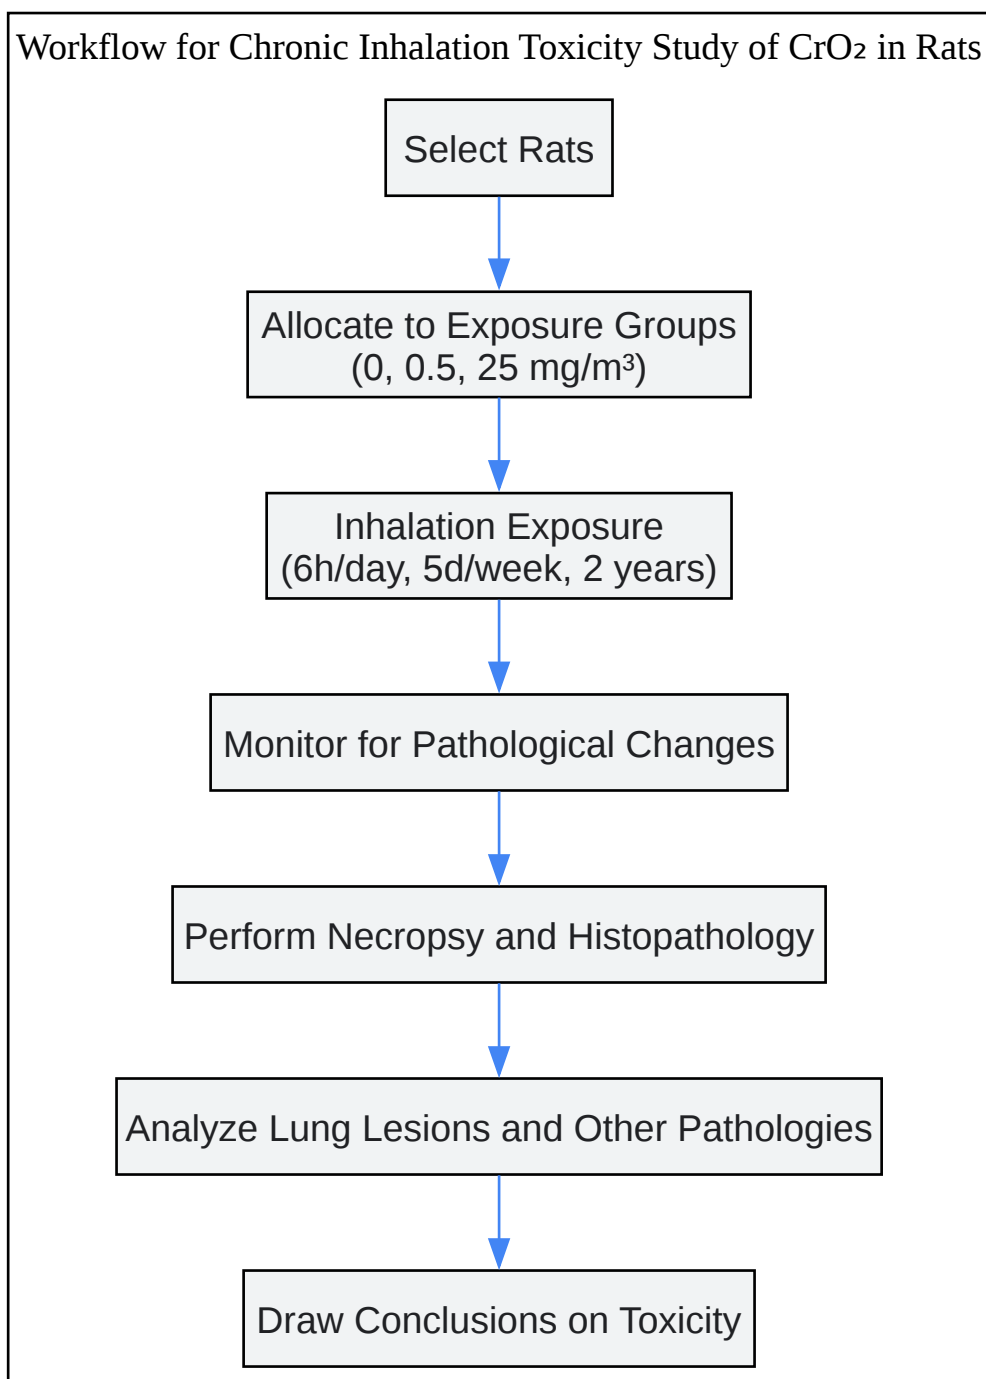 Workflow for Chronic Inhalation Toxicity Study of CrO₂ in Rats
Select Rats
Allocate to Exposure Groups
(0, 0.5, 25 mg/m³)
Inhalation Exposure
(6h/day, 5d/week, 2 years)
Monitor for Pathological Changes
Perform Necropsy and Histopathology
Analyze Lung Lesions and Other Pathologies
Draw Conclusions on Toxicity